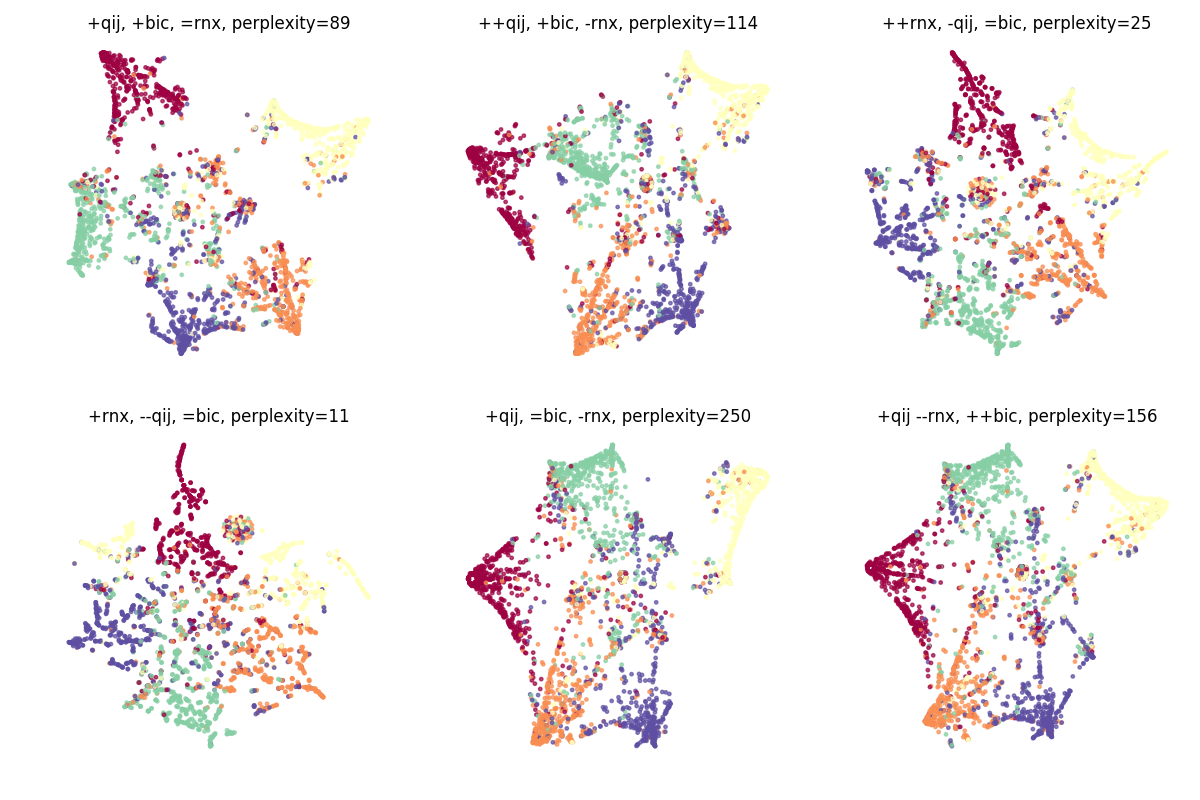 +qij, +bic, =rnx, perplexity=89
++qij, +bic, -rnx, perplexity=114
++rnx, -qij, =bic, perplexity=25
+rnx, --qij, =bic, perplexity=11
+qij, =bic, -rnx, perplexity=250
+qij --rnx, ++bic, perplexity=156